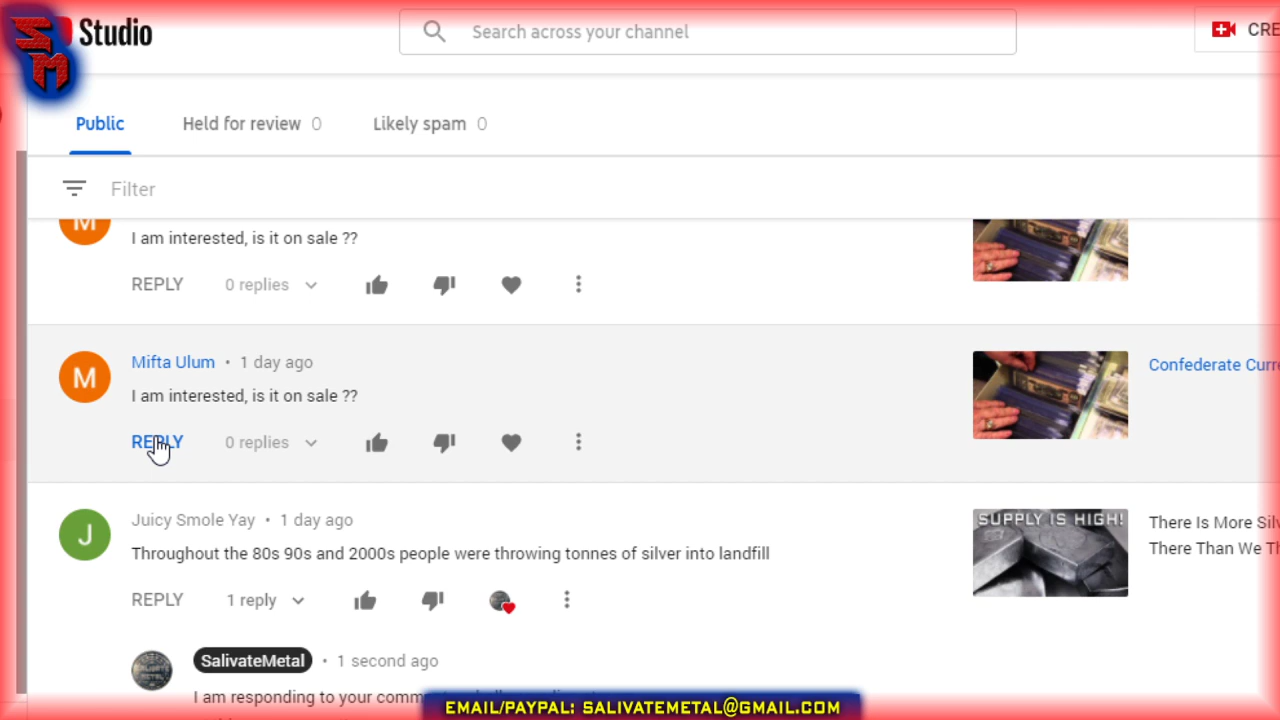 SM
Studio
Search across your channel
CRE
Public
Held for review 0
Likely spam 0
Filter
M
I am interested, is it on sale ??
REPLY
0 replies
M
Mifta Ulum • 1 day ago
I am interested, is it on sale ??
REPLY
0 replies
Confederate Curre
J
Juicy Smole Yay • 1 day ago
Throughout the 80s 90s and 2000s people were throwing tonnes of silver into landfill
REPLY
1 reply
SUPPLY IS HIGH!
There Is More Silv
There Than We Th
SalivateMetal • 1 second ago
I am responding to your comm
EMAIL/PAYPAL: SALIVATEMETAL@GMAIL.COM